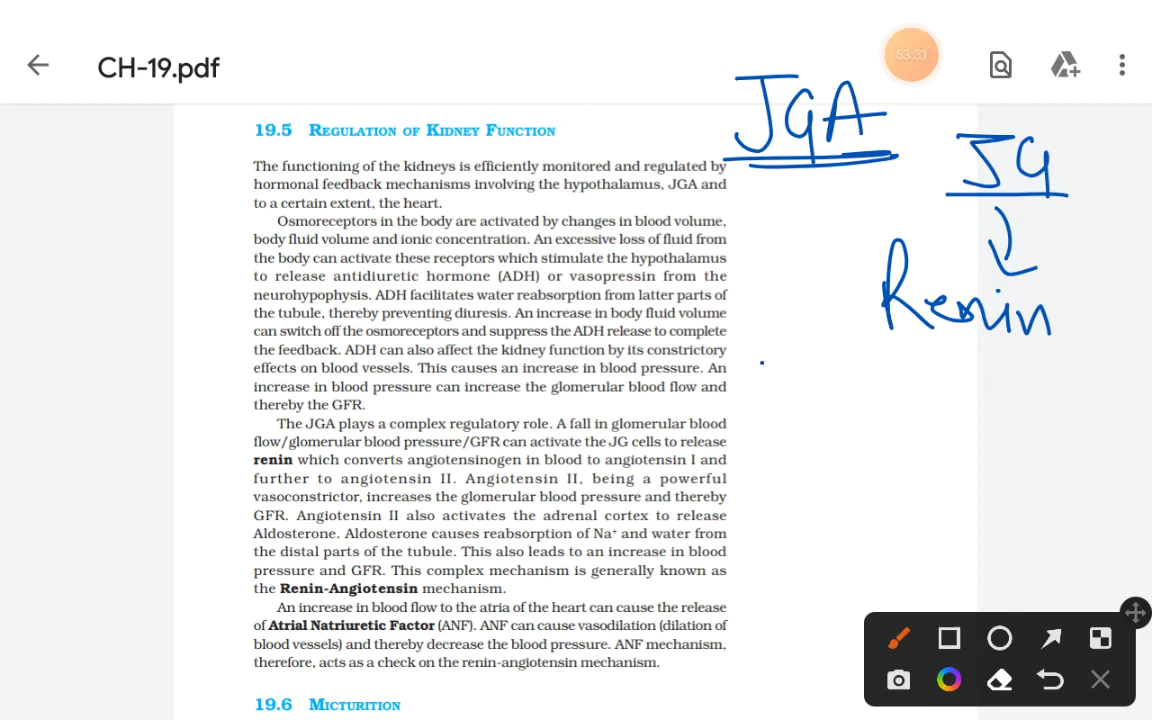 CH-19.pdf
53:31
JGA
JG
Renin
19.5 REGULATION OF KIDNEY FUNCTION
The functioning of the kidneys is efficiently monitored and regulated by
hormonal feedback mechanisms involving the hypothalamus, JGA and
to a certain extent, the heart.
Osmoreceptors in the body are activated by changes in blood volume,
body fluid volume and ionic concentration. An excessive loss of fluid from
the body can activate these receptors which stimulate the hypothalamus
to release antidiuretic hormone (ADH) or vasopressin from the
neurohypophysis. ADH facilitates water reabsorption from latter parts of
the tubule, thereby preventing diuresis. An increase in body fluid volume
can switch off the osmoreceptors and suppress the ADH release to complete
the feedback. ADH can also affect the kidney function by its constrictory
effects on blood vessels. This causes an increase in blood pressure. An
increase in blood pressure can increase the glomerular blood flow and
thereby the GFR.
The JGA plays a complex regulatory role. A fall in glomerular blood
flow/glomerular blood pressure/GFR can activate the JG cells to release
renin which converts angiotensinogen in blood to angiotensin I and
further to angiotensin II. Angiotensin II, being a powerful
vasoconstrictor, increases the glomerular blood pressure and thereby
GFR. Angiotensin II also activates the adrenal cortex to release
Aldosterone. Aldosterone causes reabsorption of Na⁺ and water from
the distal parts of the tubule. This also leads to an increase in blood
pressure and GFR. This complex mechanism is generally known as
the Renin-Angiotensin mechanism.
An increase in blood flow to the atria of the heart can cause the release
of Atrial Natriuretic Factor (ANF). ANF can cause vasodilation (dilation of
blood vessels) and thereby decrease the blood pressure. ANF mechanism,
therefore, acts as a check on the renin-angiotensin mechanism.
19.6 MICTURITION